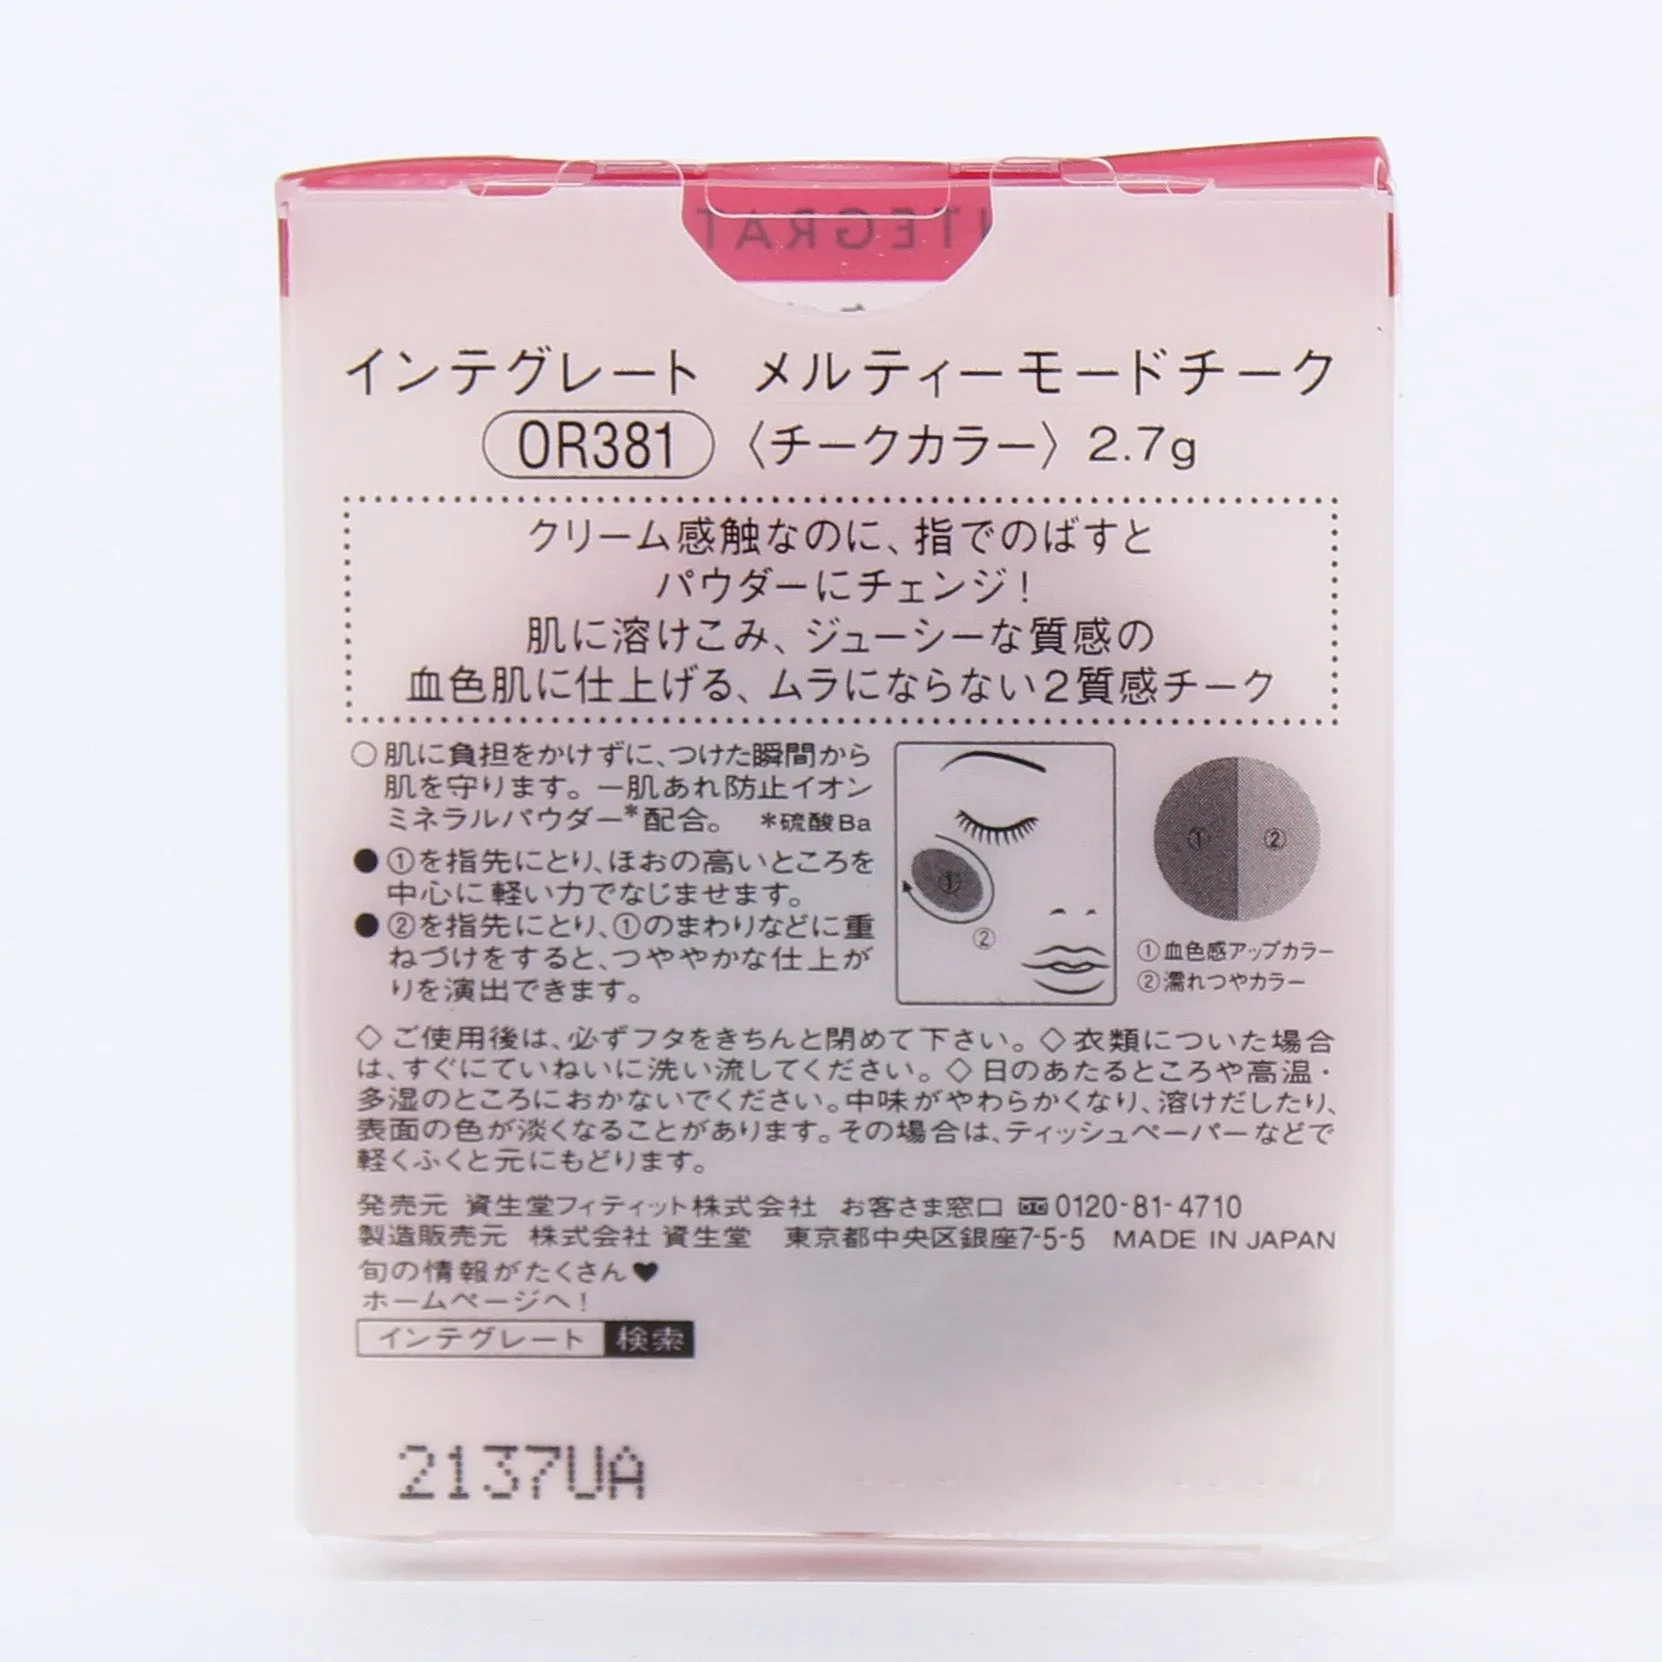 INTEGRAT
インテグレート メルティーモードチーク
OR381 〈チークカラー〉2.7g
クリーム感触なのに、指でのばすと
パウダーにチェンジ!
肌に溶けこみ、ジューシーな質感の
血色肌に仕上げる、ムラにならない2質感チーク
○肌に負担をかけずに、つけた瞬間から
肌を守ります。―肌あれ防止イオン
ミネラルパウダー*配合。 *硫酸Ba
●①を指先にとり、ほおの高いところを
中心に軽い力でなじませます。
●②を指先にとり、①のまわりなどに重
ねづけをすると、つややかな仕上が
りを演出できます。
①
②
① ②
①血色感アップカラー
②濡れつやカラー
◇ご使用後は、必ずフタをきちんと閉めて下さい。◇衣類についた場合
は、すぐにていねいに洗い流してください。◇日のあたるところや高温・
多湿のところにおかないでください。中味がやわらかくなり、溶けだしたり、
表面の色が淡くなることがあります。その場合は、ティッシュペーパーなどで
軽くふくと元にもどります。
発売元 資生堂フィティット株式会社 お客さま窓口 0120-81-4710
製造販売元 株式会社 資生堂 東京都中央区銀座7-5-5 MADE IN JAPAN
旬の情報がたくさん♥
ホームページへ!
インテグレート 検索
2137UA